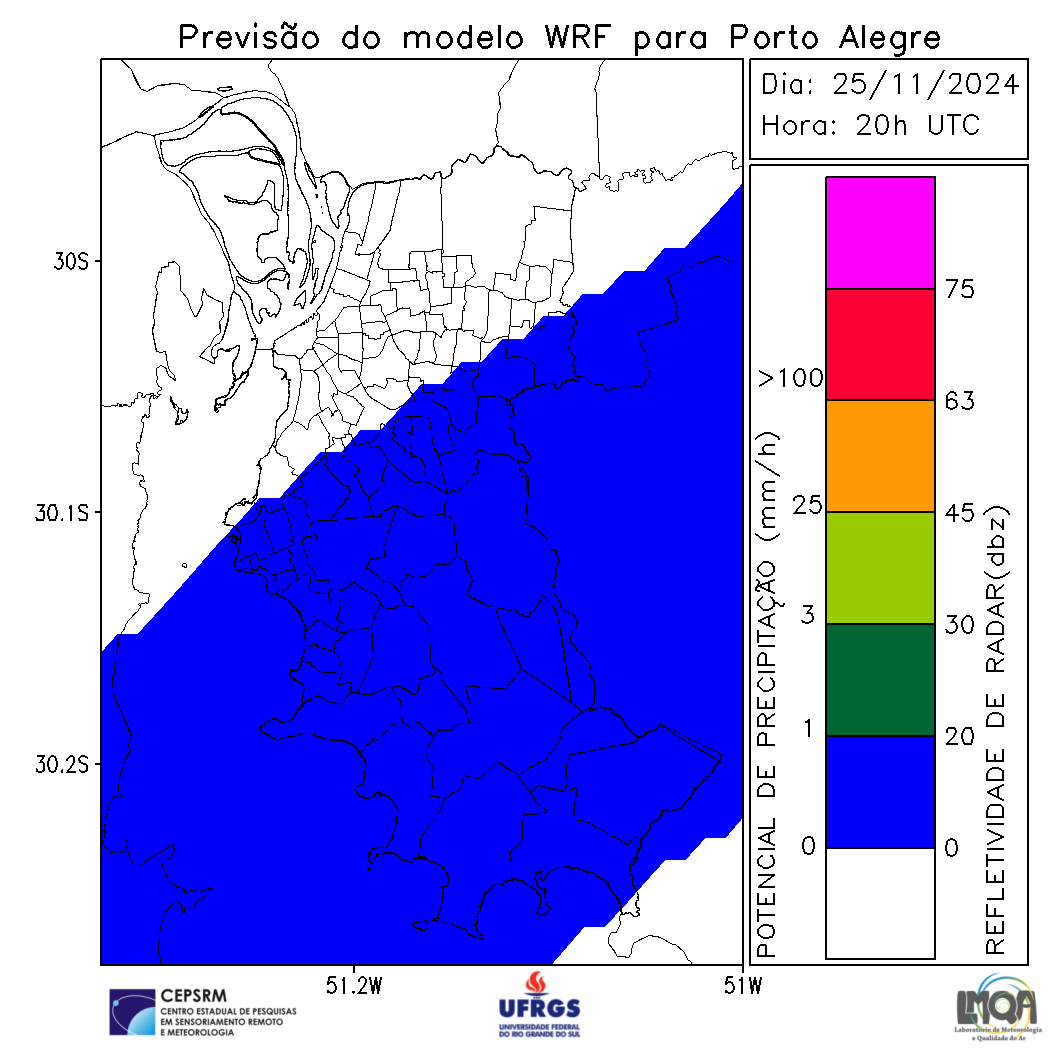 Previsão do modelo WRF para Porto Alegre
Dia: 25/11/2024
Hora: 20h UTC
30S
30.1S
30.2S
51.2W
51W
POTENCIAL DE PRECIPITAÇÃO (mm/h)
>100
25
3
1
0
75
63
45
30
20
0
REFLETIVIDADE DE RADAR(dbz)
CEPSRM
CENTRO ESTADUAL DE PESQUISAS
EM SENSORIAMENTO REMOTO
E METEOROLOGIA
UFRGS
UNIVERSIDADE FEDERAL
DO RIO GRANDE DO SUL
LMQA
Laboratório de Meteorologia
e Qualidade do Ar